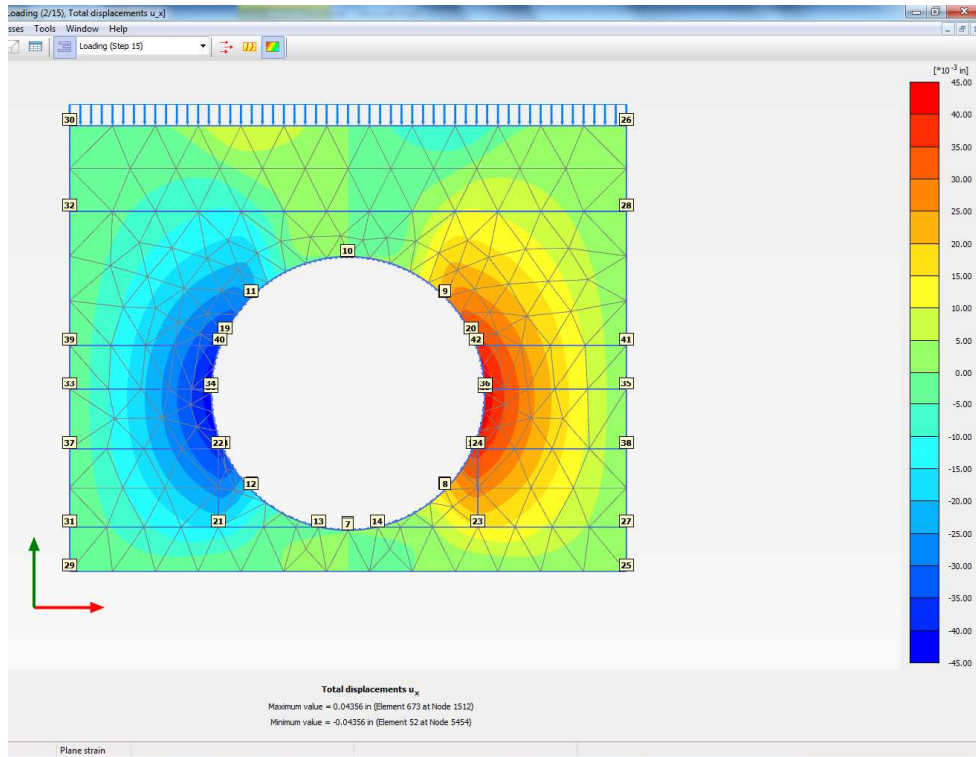 Loading (2/15), Total displacements u_x]
sses Tools Window Help
Loading (Step 15)
[*10⁻³ in]
45.00
40.00
35.00
30.00
25.00
20.00
15.00
10.00
5.00
0.00
-5.00
-10.00
-15.00
-20.00
-25.00
-30.00
-35.00
-40.00
-45.00
30 26
32 28
10
11 9
19 20
39 40 42 41
33 34 36 35
37 22 24 38
12 8
31 21 13 7 14 23 27
29 25
Total displacements uₓ
Maximum value = 0.04356 in (Element 673 at Node 1512)
Minimum value = -0.04356 in (Element 52 at Node 5454)
Plane strain